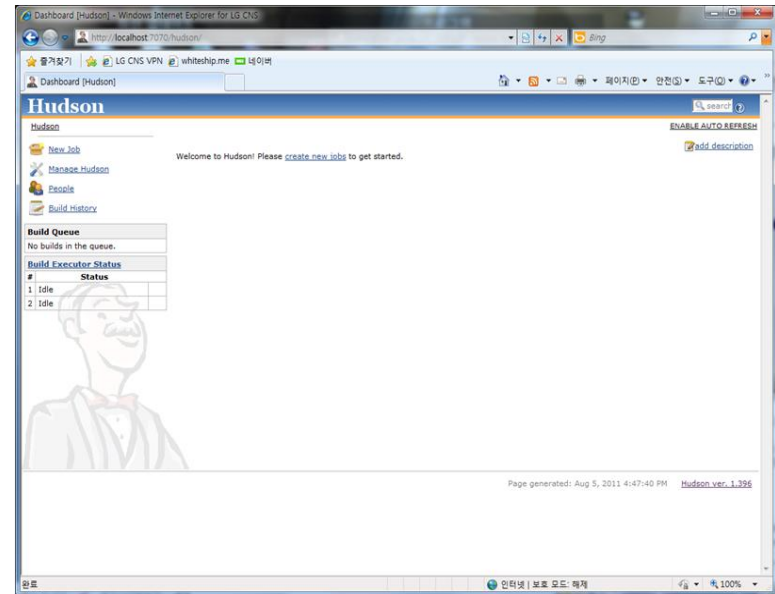 Dashboard [Hudson] - Windows Internet Explorer for LG CNS
http://localhost:7070/hudson/
Bing
즐겨찾기 LG CNS VPN whiteship.me 네이버
Dashboard [Hudson]
페이지(P) 안전(S) 도구(O)
Hudson
search
Hudson
ENABLE AUTO REFRESH
New Job
add description
Welcome to Hudson! Please create new jobs to get started.
Manage Hudson
People
Build History
Build Queue
No builds in the queue.
Build Executor Status
# Status
1 Idle
2 Idle
Page generated: Aug 5, 2011 4:47:40 PM Hudson ver. 1.396
완료
인터넷 | 보호 모드: 해제
100%